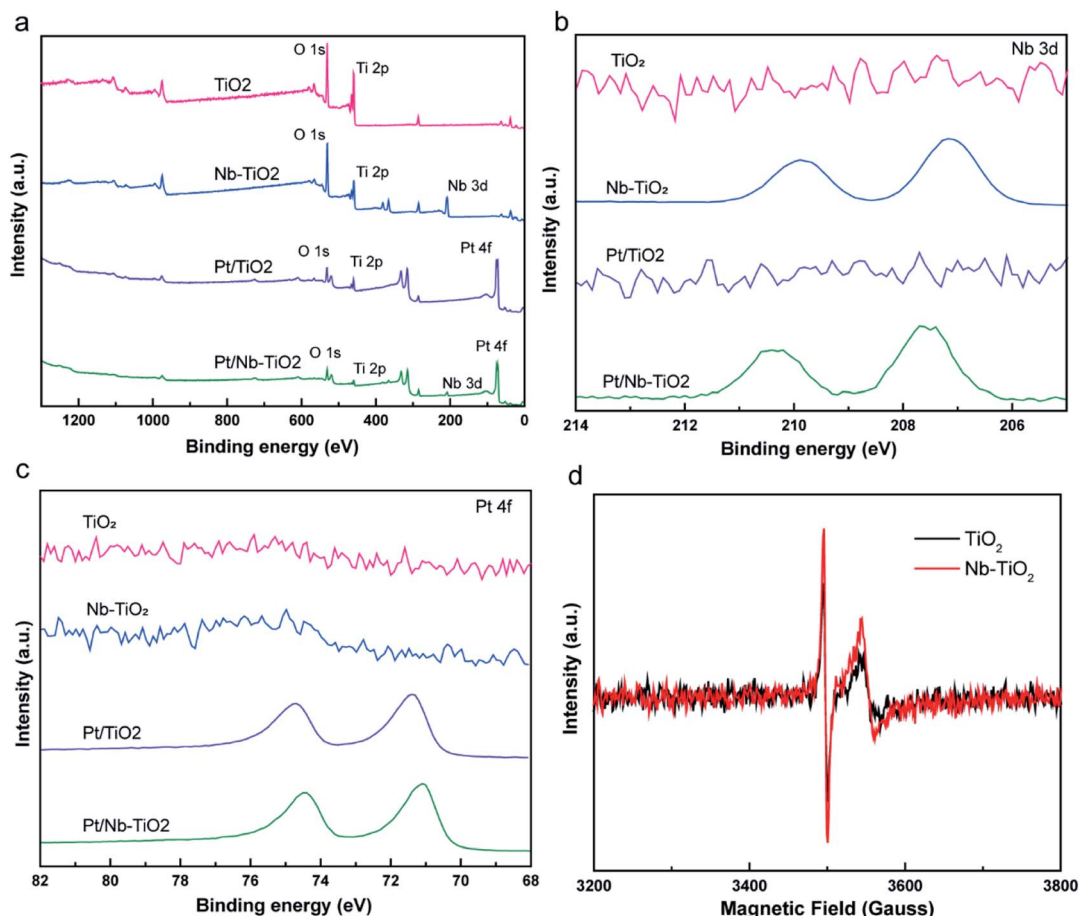 a
O 1s
Ti 2p
TiO2
O 1s
Ti 2p
Nb-TiO2
Nb 3d
O 1s
Pt 4f
Ti 2p
Pt/TiO2
O 1s
Pt 4f
Pt/Nb-TiO2
Ti 2p
Nb 3d
Intensity (a.u.)
1200 1000 800 600 400 200 0
Binding energy (eV)
b
Nb 3d
TiO₂
Nb-TiO₂
Pt/TiO2
Pt/Nb-TiO2
Intensity (a.u.)
214 212 210 208 206
Binding energy (eV)
c
Pt 4f
TiO₂
Nb-TiO₂
Pt/TiO2
Pt/Nb-TiO2
Intensity (a.u.)
82 80 78 76 74 72 70 68
Binding energy (eV)
d
TiO₂
Nb-TiO₂
Intensity (a.u.)
3200 3400 3600 3800
Magnetic Field (Gauss)